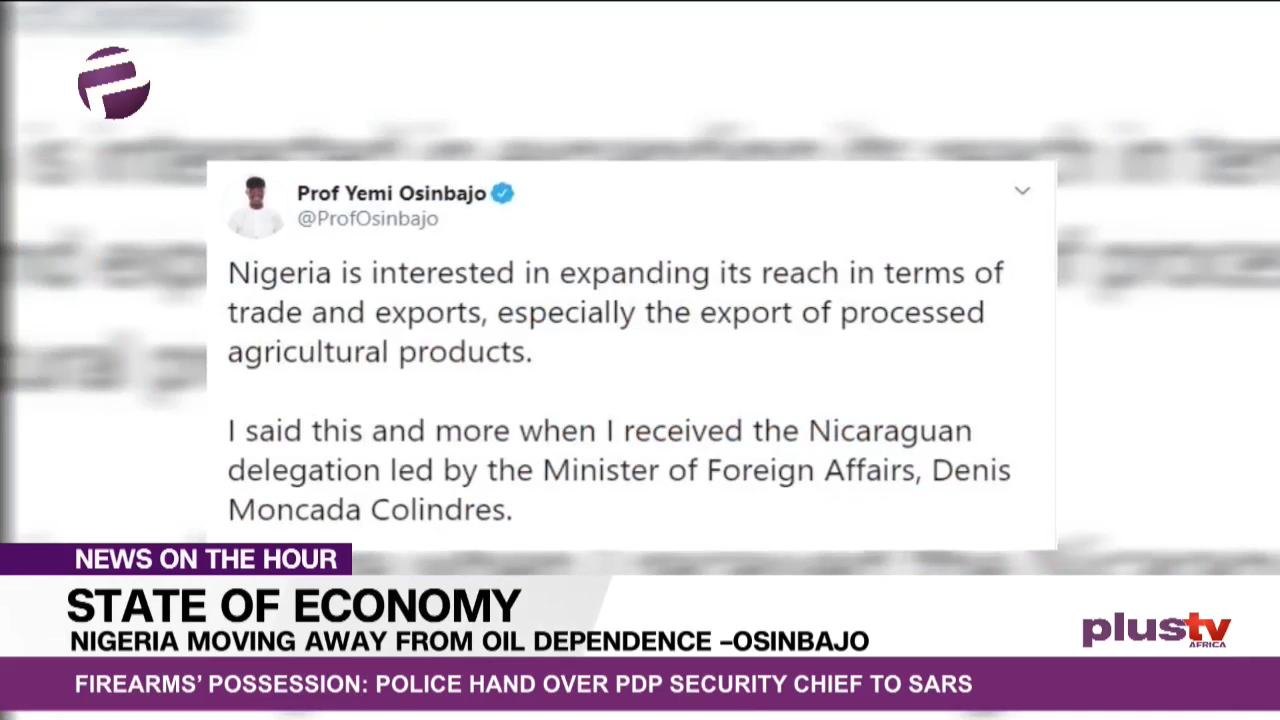 Prof Yemi Osinbajo
@ProfOsinbajo
Nigeria is interested in expanding its reach in terms of
trade and exports, especially the export of processed
agricultural products.
I said this and more when I received the Nicaraguan
delegation led by the Minister of Foreign Affairs, Denis
Moncada Colindres.
NEWS ON THE HOUR
STATE OF ECONOMY
NIGERIA MOVING AWAY FROM OIL DEPENDENCE –OSINBAJO
plustv
AFRICA
FIREARMS' POSSESSION: POLICE HAND OVER PDP SECURITY CHIEF TO SARS